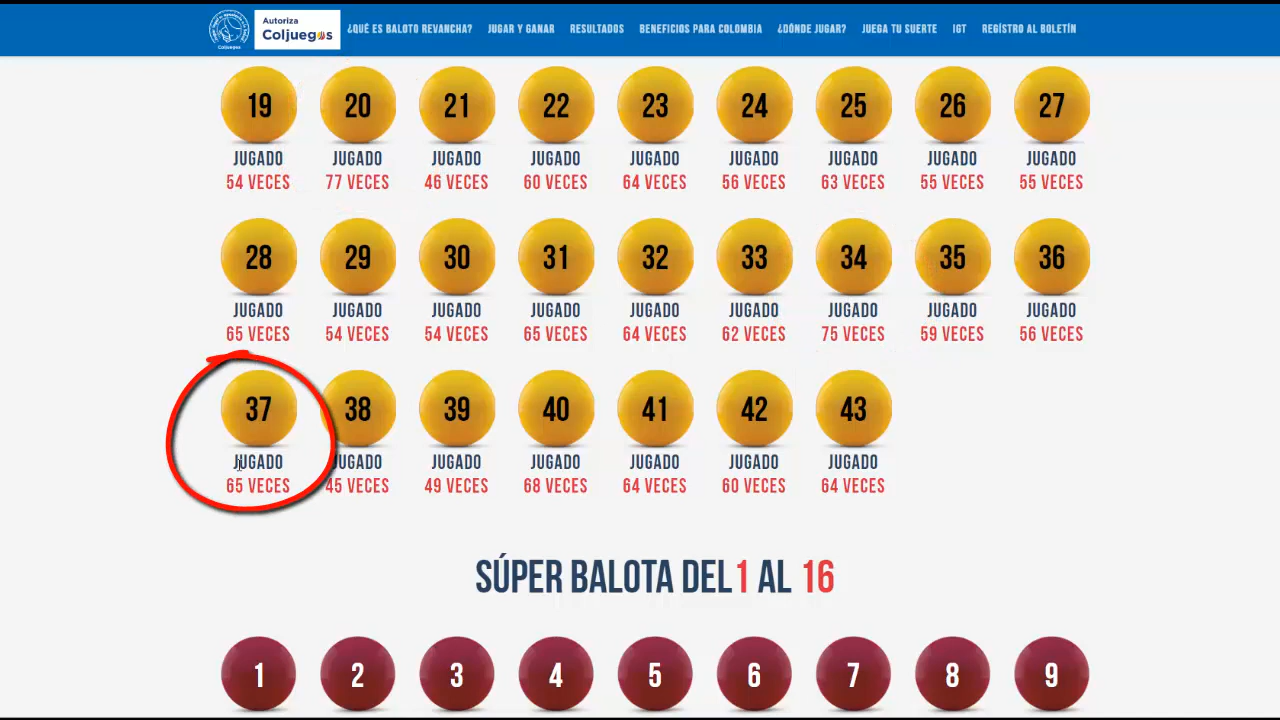 Autoriza
Coljuegos
¿QUÉ ES BALOTO REVANCHA? JUGAR Y GANAR RESULTADOS BENEFICIOS PARA COLOMBIA ¿DÓNDE JUGAR? JUEGA TU SUERTE IGT REGÍSTRO AL BOLETÍN
19 20 21 22 23 24 25 26 27
JUGADO JUGADO JUGADO JUGADO JUGADO JUGADO JUGADO JUGADO JUGADO
54 VECES 77 VECES 46 VECES 60 VECES 64 VECES 56 VECES 63 VECES 55 VECES 55 VECES
28 29 30 31 32 33 34 35 36
JUGADO JUGADO JUGADO JUGADO JUGADO JUGADO JUGADO JUGADO JUGADO
65 VECES 54 VECES 54 VECES 65 VECES 64 VECES 62 VECES 75 VECES 59 VECES 56 VECES
37 38 39 40 41 42 43
JUGADO JUGADO JUGADO JUGADO JUGADO JUGADO JUGADO
65 VECES 45 VECES 49 VECES 68 VECES 64 VECES 60 VECES 64 VECES
SÚPER BALOTA DEL 1 AL 16
1 2 3 4 5 6 7 8 9